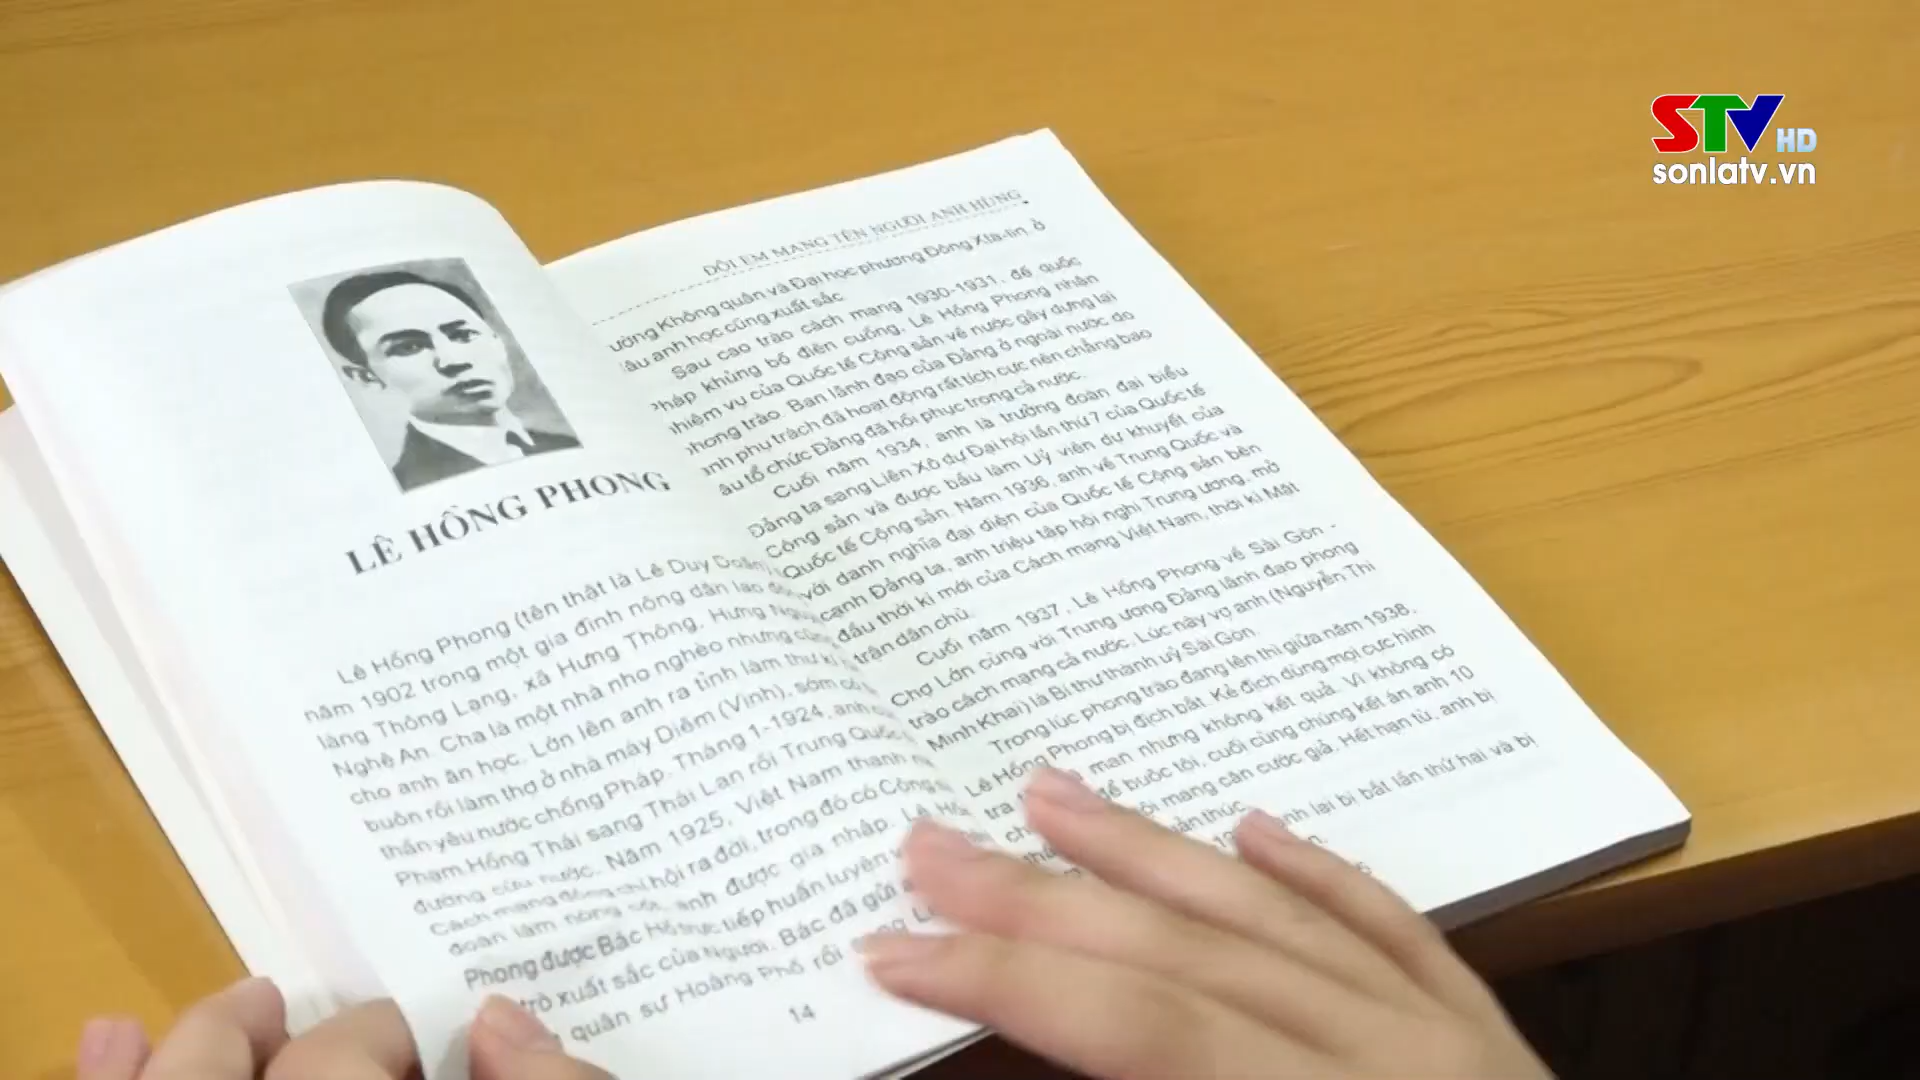 STV HD
sonlatv.vn
LÊ HỒNG PHONG
Lê Hồng Phong (tên thật là Lê Duy Doãn)
năm 1902 trong một gia đình nông dân lao
làng Thông Lạng, xã Hưng Thông, Hưng
Nghệ An. Cha là một nhà nho nghèo nhưng
cho anh ăn học. Lớn lên anh ra tỉnh làm thư kí
buôn rồi làm thợ ở nhà máy Diêm (Vinh), sớm có
thần yêu nước chống Pháp. Tháng 1-1924, anh
Phạm Hồng Thái sang Thái Lan rồi Trung Quốc
đường cứu nước. Năm 1925, Việt Nam thanh
Cách mạng đồng chí hội ra đời, trong đó có Cộng
đoàn làm nòng cốt, anh được gia nhập. Lê
Phong được Bác Hồ trực tiếp huấn luyện
trò xuất sắc của Người. Bác đã gửi
quân sự Hoàng Phố rồi
14
ĐỘI EM MANG TÊN NGƯỜI ANH HÙNG
Không quân và Đại học phương Đông Xta-lin, ở
anh học cũng xuất sắc.
Sau cao trào cách mạng 1930-1931, đế quốc
khủng bố điên cuồng, Lê Hồng Phong nhận
nhiệm vụ của Quốc tế Cộng sản về nước gây dựng lại
phong trào. Ban lãnh đạo của Đảng ở ngoài nước do
anh phụ trách đã hoạt động rất tích cực nên chẳng bao
lâu tổ chức Đảng đã hồi phục trong cả nước.
Cuối năm 1934, anh là trưởng đoàn đại biểu
Đảng ta sang Liên Xô dự Đại hội lần thứ 7 của Quốc tế
Cộng sản và được bầu làm Uỷ viên dự khuyết của
Quốc tế Cộng sản. Năm 1936, anh về Trung Quốc và
với danh nghĩa đại diện của Quốc tế Cộng sản bên
cạnh Đảng ta, anh triệu tập hội nghị Trung ương, mở
đầu thời kì mới của Cách mạng Việt Nam, thời kì Mặt
trận dân chủ.
Cuối năm 1937, Lê Hồng Phong về Sài Gòn -
Chợ Lớn cùng với Trung ương Đảng lãnh đạo phong
trào cách mạng cả nước. Lúc này vợ anh (Nguyễn Thị
Minh Khai) là Bí thư thành uỷ Sài Gòn.
Trong lúc phong trào đang lên thì giữa năm 1938,
Lê Hồng Phong bị địch bắt. Kẻ địch dùng mọi cực hình
tra man nhưng không kết quả. Vì không có
để buộc tội, cuối cùng chúng kết án anh 10
mang căn cước giả. Hết hạn tù, anh bị
thúc.
anh lại bị bắt lần thứ hai và bị